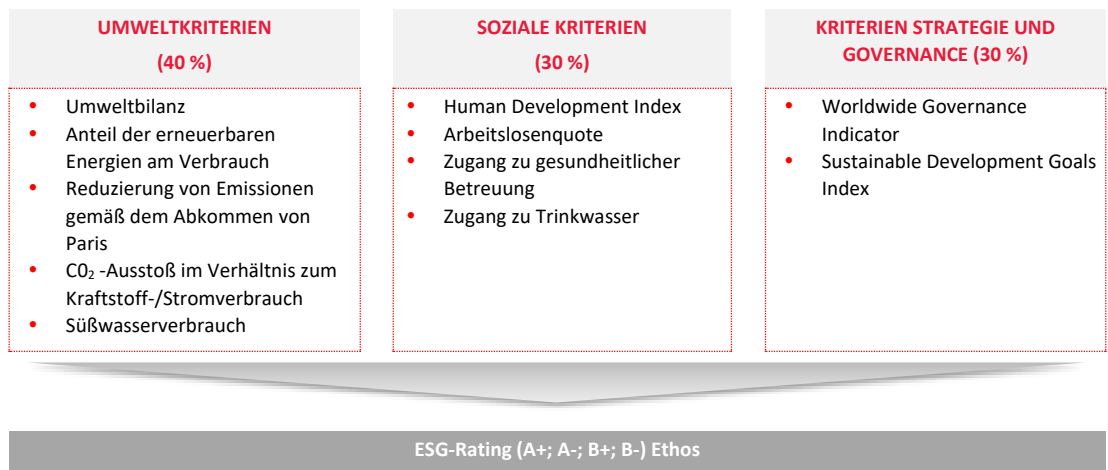 UMWELTKRITERIEN
(40 %)
• Umweltbilanz
• Anteil der erneuerbaren
Energien am Verbrauch
• Reduzierung von Emissionen
gemäß dem Abkommen von
Paris
• C0₂ -Ausstoß im Verhältnis zum
Kraftstoff-/Stromverbrauch
• Süßwasserverbrauch
SOZIALE KRITERIEN
(30 %)
• Human Development Index
• Arbeitslosenquote
• Zugang zu gesundheitlicher
Betreuung
• Zugang zu Trinkwasser
KRITERIEN STRATEGIE UND
GOVERNANCE (30 %)
• Worldwide Governance
Indicator
• Sustainable Development Goals
Index
ESG-Rating (A+; A-; B+; B-) Ethos